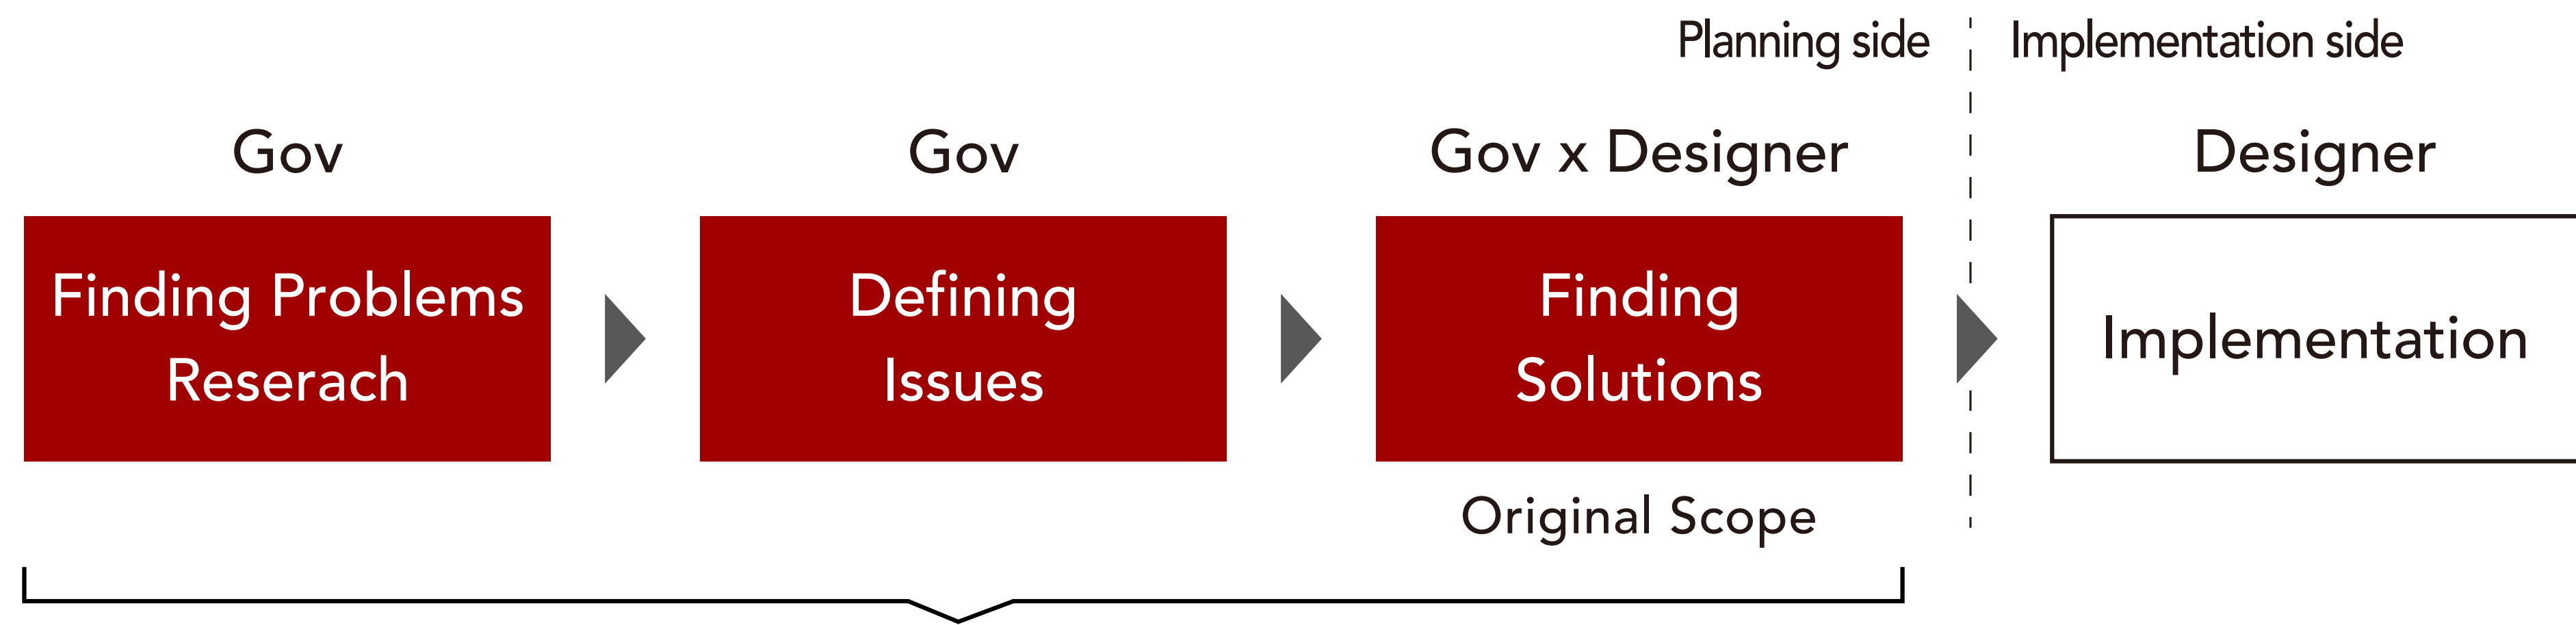 Planning side
Implementation side
Gov
Gov
Gov x Designer
Designer
Finding Problems
Reserach
Defining
Issues
Finding
Solutions
Implementation
Original Scope